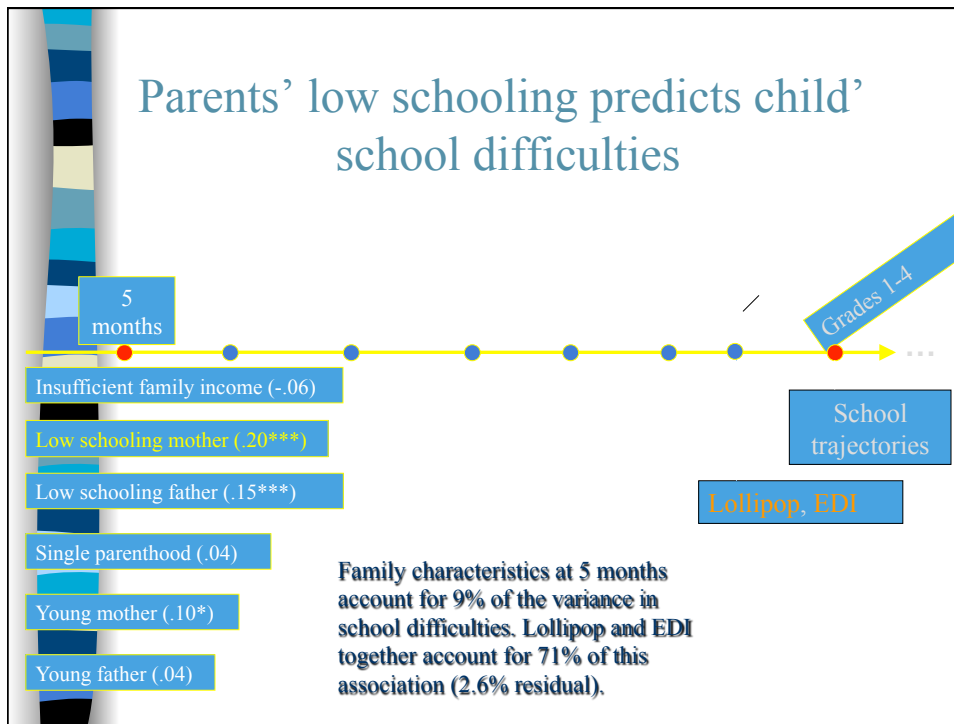 Parents’ low schooling predicts child’
school difficulties
5
months
Grades 1-4
...
Insufficient family income (-.06)
Low schooling mother (.20***)
Low schooling father (.15***)
Single parenthood (.04)
Young mother (.10*)
Young father (.04)
School
trajectories
Lollipop, EDI
Family characteristics at 5 months
account for 9% of the variance in
school difficulties. Lollipop and EDI
together account for 71% of this
association (2.6% residual).